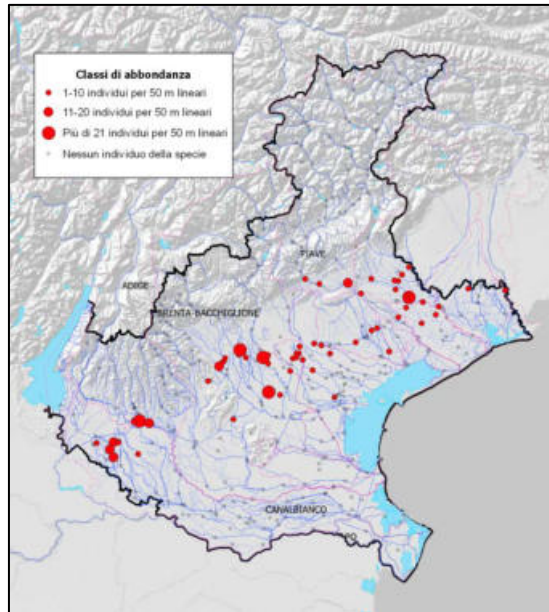 Classi di abbondanza
1-10 individui per 50 m lineari
11-20 individui per 50 m lineari
Più di 21 individui per 50 m lineari
Nessun individuo della specie
PIAVE
ADIGE
BRENTA BACCHIGLIONE
CANALBIANCO
PO